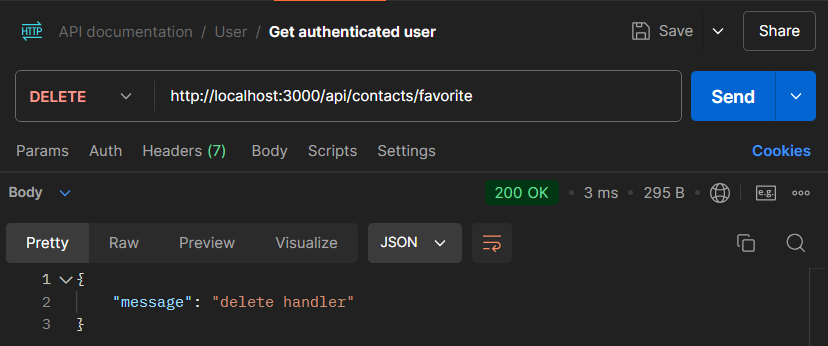 HTTP API documentation / User / Get authenticated user Save Share
DELETE http://localhost:3000/api/contacts/favorite Send
Params Auth Headers (7) Body Scripts Settings Cookies
Body 200 OK • 3 ms • 295 B e.g.
Pretty Raw Preview Visualize JSON
1 {
2 "message": "delete handler"
3 }